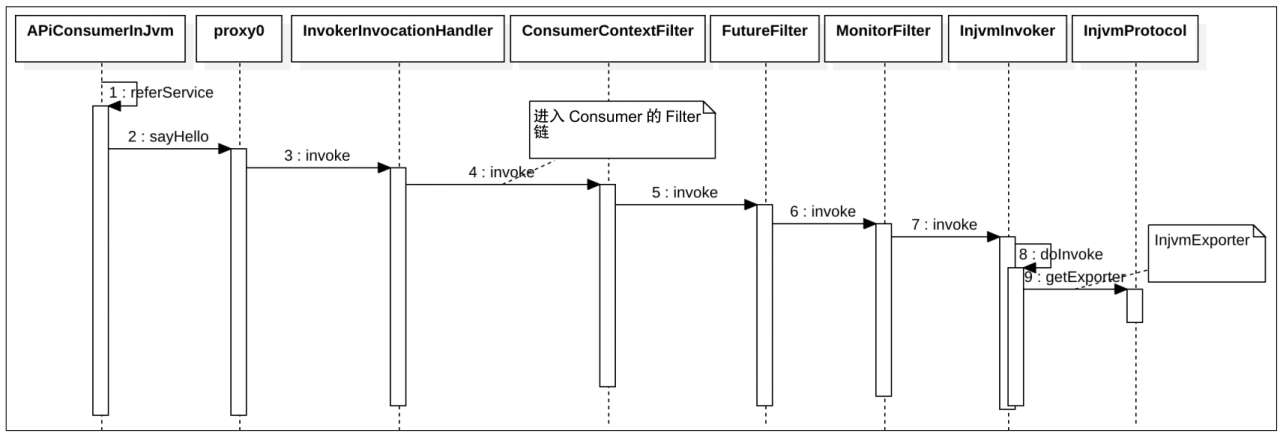 APiConsumerInJvm
proxy0
InvokerInvocationHandler
ConsumerContextFilter
FutureFilter
MonitorFilter
InjvmInvoker
InjvmProtocol
1 : referService
进入 Consumer 的 Filter
链
2 : sayHello
3 : invoke
4 : invoke
5 : invoke
6 : invoke
7 : invoke
InjvmExporter
8 : doInvoke
9 : getExporter